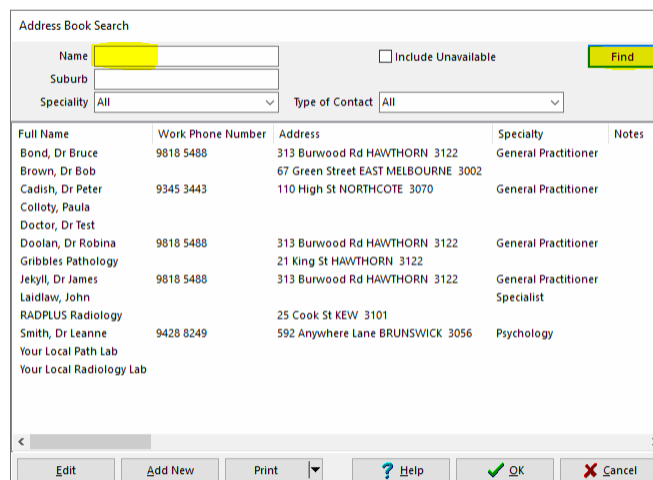 Address Book Search
Name Include Unavailable Find
Suburb
Speciality All Type of Contact All
Full Name Work Phone Number Address Specialty Notes
Bond, Dr Bruce 9818 5488 313 Burwood Rd HAWTHORN 3122 General Practitioner
Brown, Dr Bob 67 Green Street EAST MELBOURNE 3002
Cadish, Dr Peter 9345 3443 110 High St NORTHCOTE 3070 General Practitioner
Colloty, Paula
Doctor, Dr Test
Doolan, Dr Robina 9818 5488 313 Burwood Rd HAWTHORN 3122 General Practitioner
Gribbles Pathology 21 King St HAWTHORN 3122
Jekyll, Dr James 9818 5488 313 Burwood Rd HAWTHORN 3122 General Practitioner
Laidlaw, John Specialist
RADPLUS Radiology 25 Cook St KEW 3101
Smith, Dr Leanne 9428 8249 592 Anywhere Lane BRUNSWICK 3056 Psychology
Your Local Path Lab
Your Local Radiology Lab
Edit Add New Print Help OK Cancel